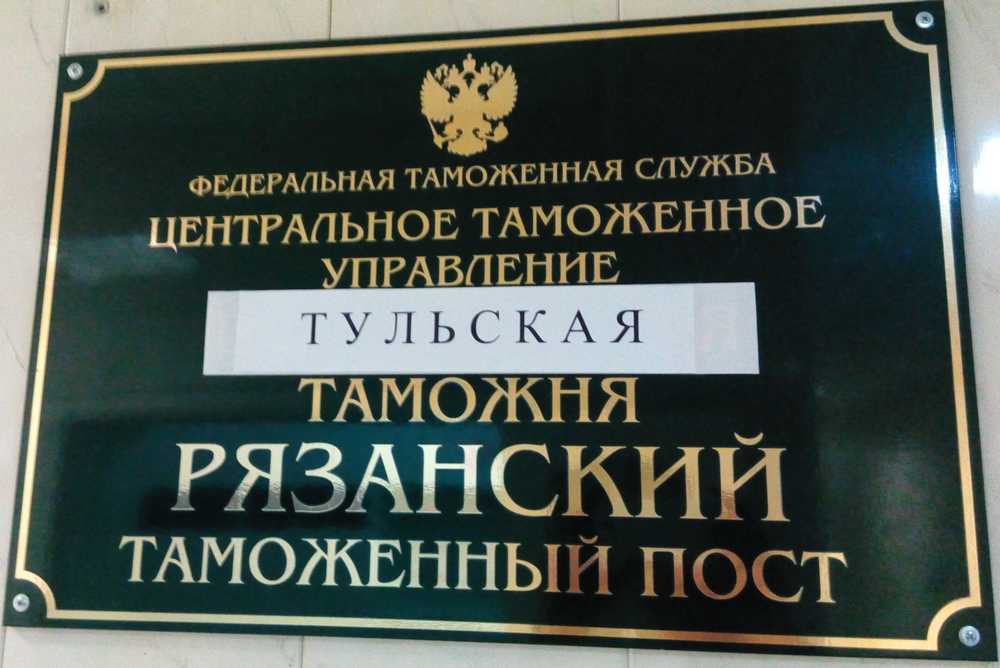 ФЕДЕРАЛЬНАЯ ТАМОЖЕННАЯ СЛУЖБА
ЦЕНТРАЛЬНОЕ ТАМОЖЕННОЕ
УПРАВЛЕНИЕ
ТУЛЬСКАЯ
ТАМОЖНЯ
РЯЗАНСКИЙ
ТАМОЖЕННЫЙ ПОСТ